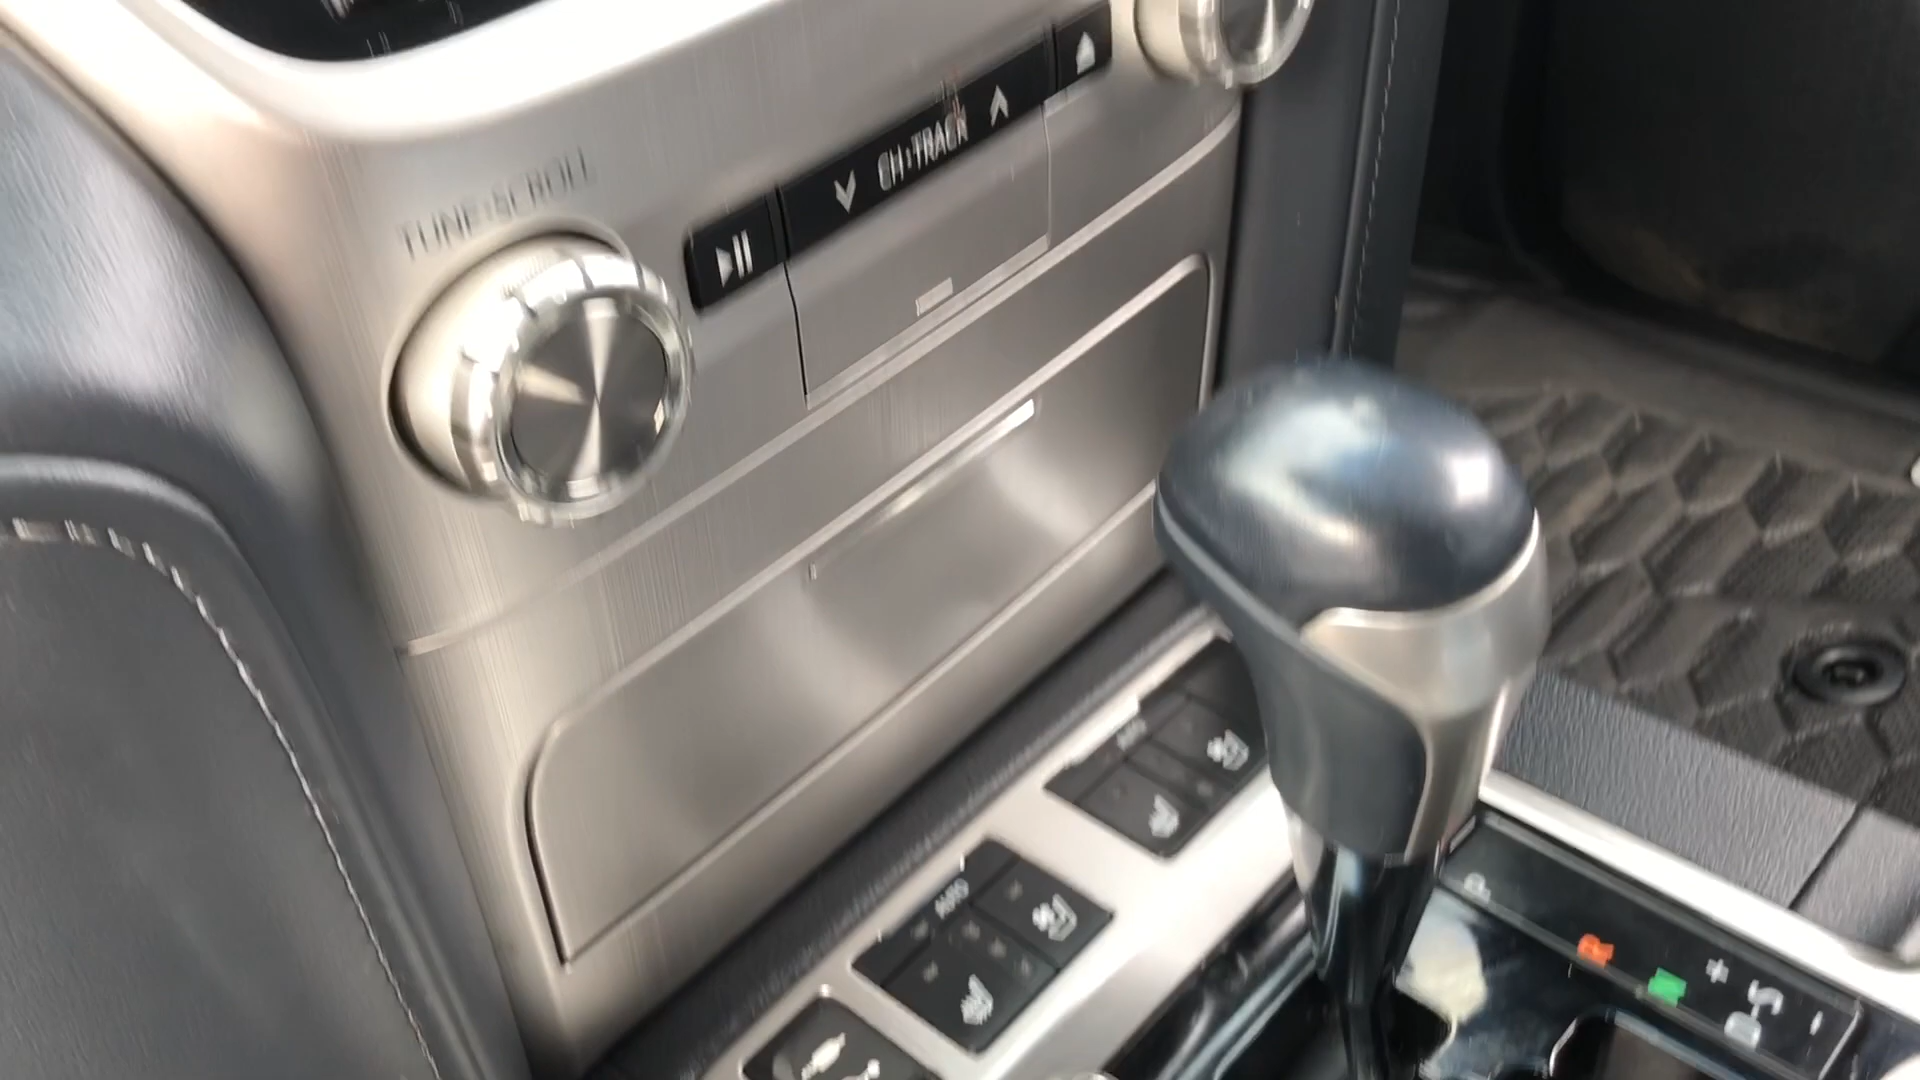 TUNE•SCROLL
CH•TRACK
AUTO
P
R
+
S
D
-